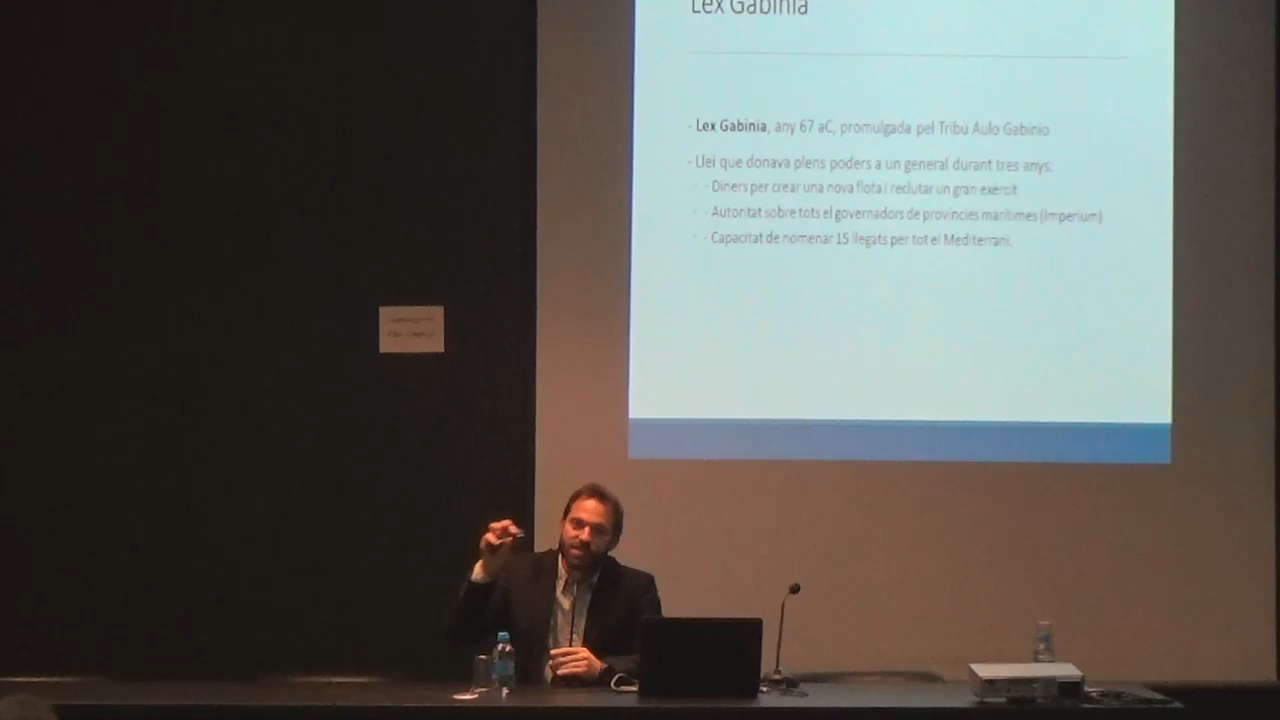 Lex Gabinia
- Lex Gabinia, any 67 aC, promulgada pel Tribú Aulo Gabinio
- Llei que donava plens poders a un general durant tres anys:
- Diners per crear una nova flota i reclutar un gran exèrcit
- Autoritat sobre tots el governadors de províncies marítimes (Imperium)
- Capacitat de nomenar 15 llegats per tot el Mediterrani.